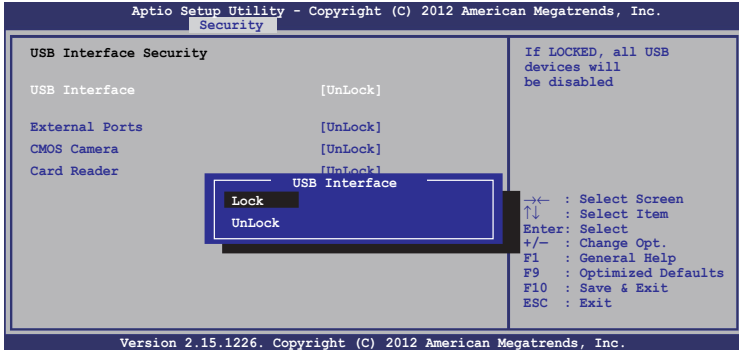 Aptio Setup Utility - Copyright (C) 2012 American Megatrends, Inc.
Security
USB Interface Security
USB Interface [UnLock]
External Ports [UnLock]
CMOS Camera [UnLock]
Card Reader [UnLock]
USB Interface
Lock
UnLock
If LOCKED, all USB
devices will
be disabled
→← : Select Screen
↑↓ : Select Item
Enter: Select
+/— : Change Opt.
F1 : General Help
F9 : Optimized Defaults
F10 : Save & Exit
ESC : Exit
Version 2.15.1226. Copyright (C) 2012 American Megatrends, Inc.